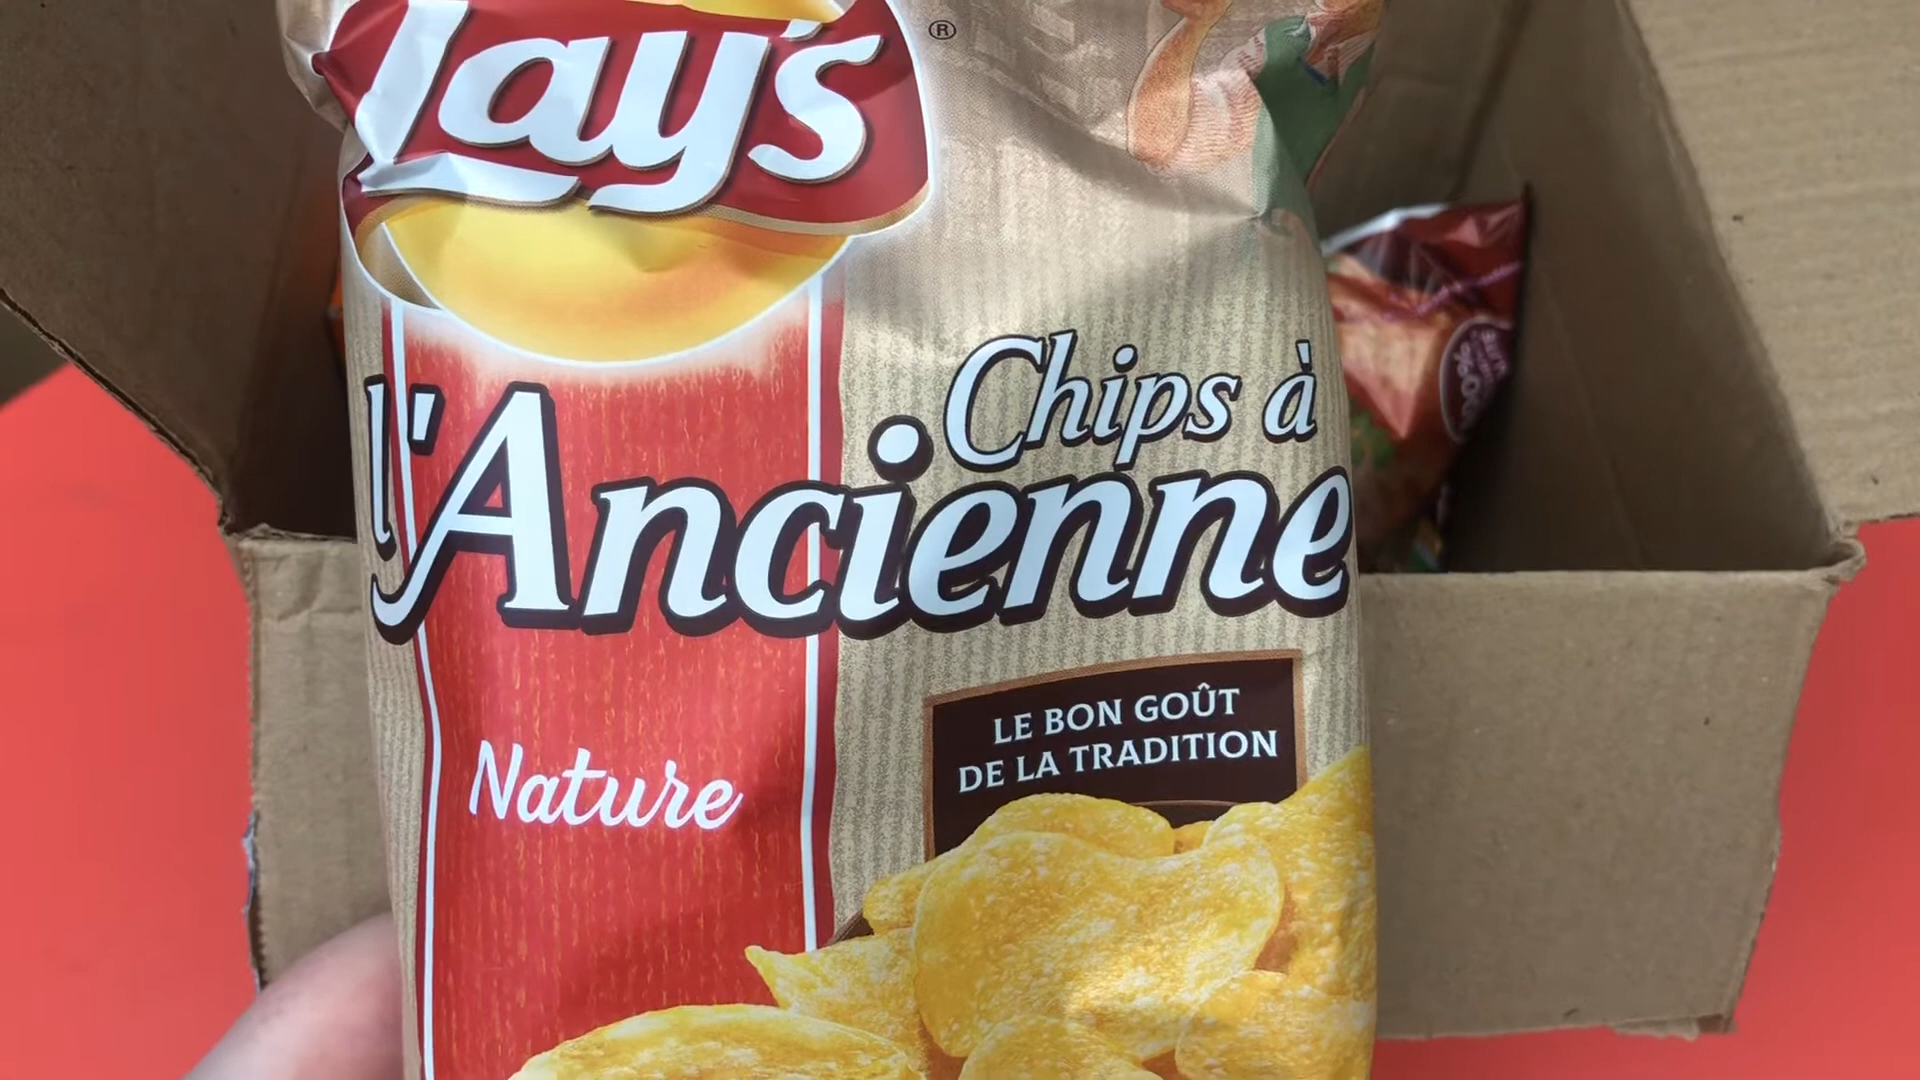 Lay's
®
Chips à
l'Ancienne
LE BON GOÛT
DE LA TRADITION
Nature